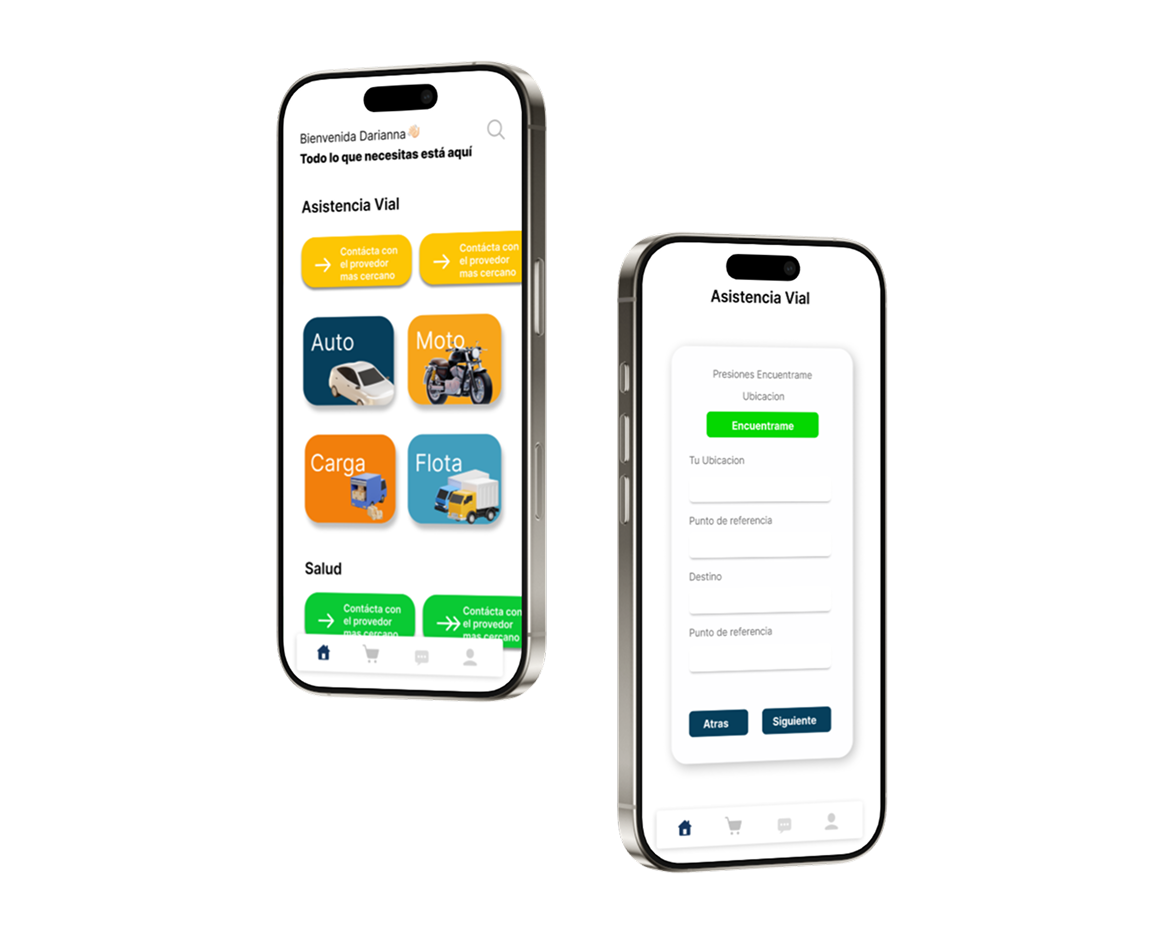 Bienvenida Darianna👋🏻
Todo lo que necesitas está aquí
Asistencia Vial
Contácta con
el provedor
mas cercano
Contácta con
el provedor
mas cercano
Auto
Moto
Carga
Flota
Salud
Contácta con
el provedor
mas cercano
Contácta con
el provedor
mas cercano
Asistencia Vial
Presiones Encuentrame
Ubicacion
Encuentrame
Tu Ubicacion
Punto de referencia
Destino
Punto de referencia
Atras
Siguiente